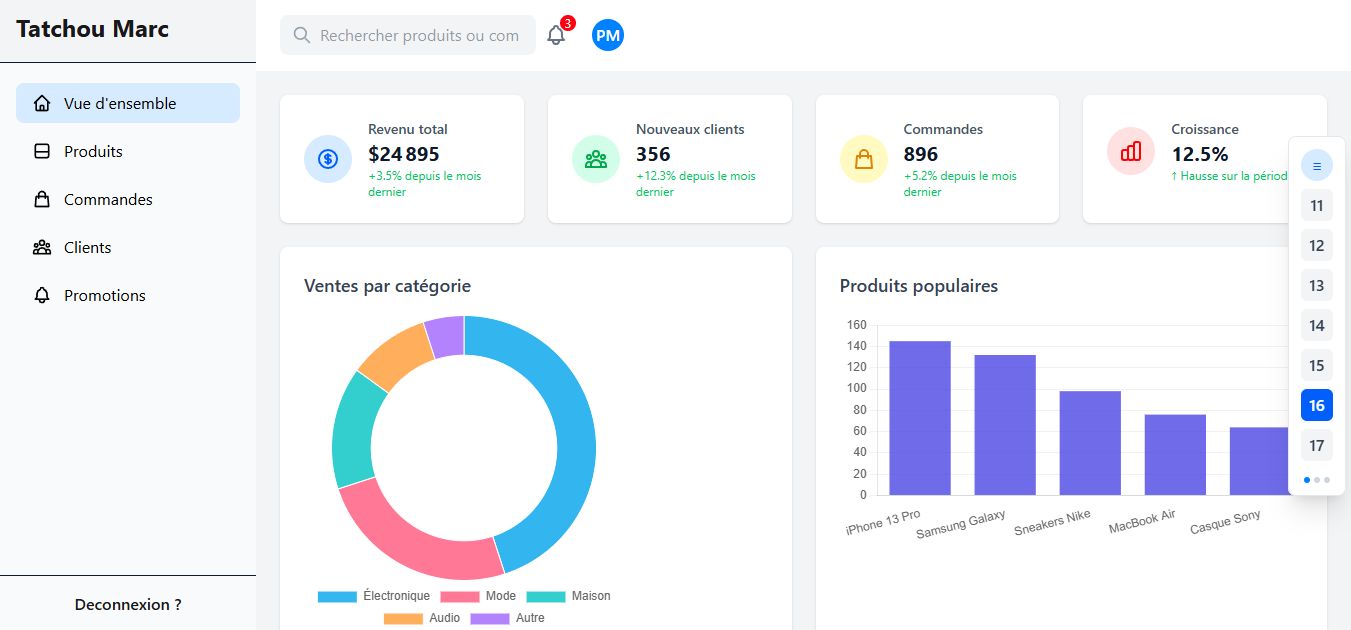 Tatchou Marc
Rechercher produits ou com
3
PM
Vue d'ensemble
Produits
Commandes
Clients
Promotions
Deconnexion ?
Revenu total
$24 895
+3.5% depuis le mois
dernier
Nouveaux clients
356
+12.3% depuis le mois
dernier
Commandes
896
+5.2% depuis le mois
dernier
Croissance
12.5%
↑ Hausse sur la périod
Ventes par catégorie
Électronique Mode Maison
Audio Autre
Produits populaires
160
140
120
100
80
60
40
20
0
iPhone 13 Pro
Samsung Galaxy
Sneakers Nike
MacBook Air
Casque Sony
11
12
13
14
15
16
17